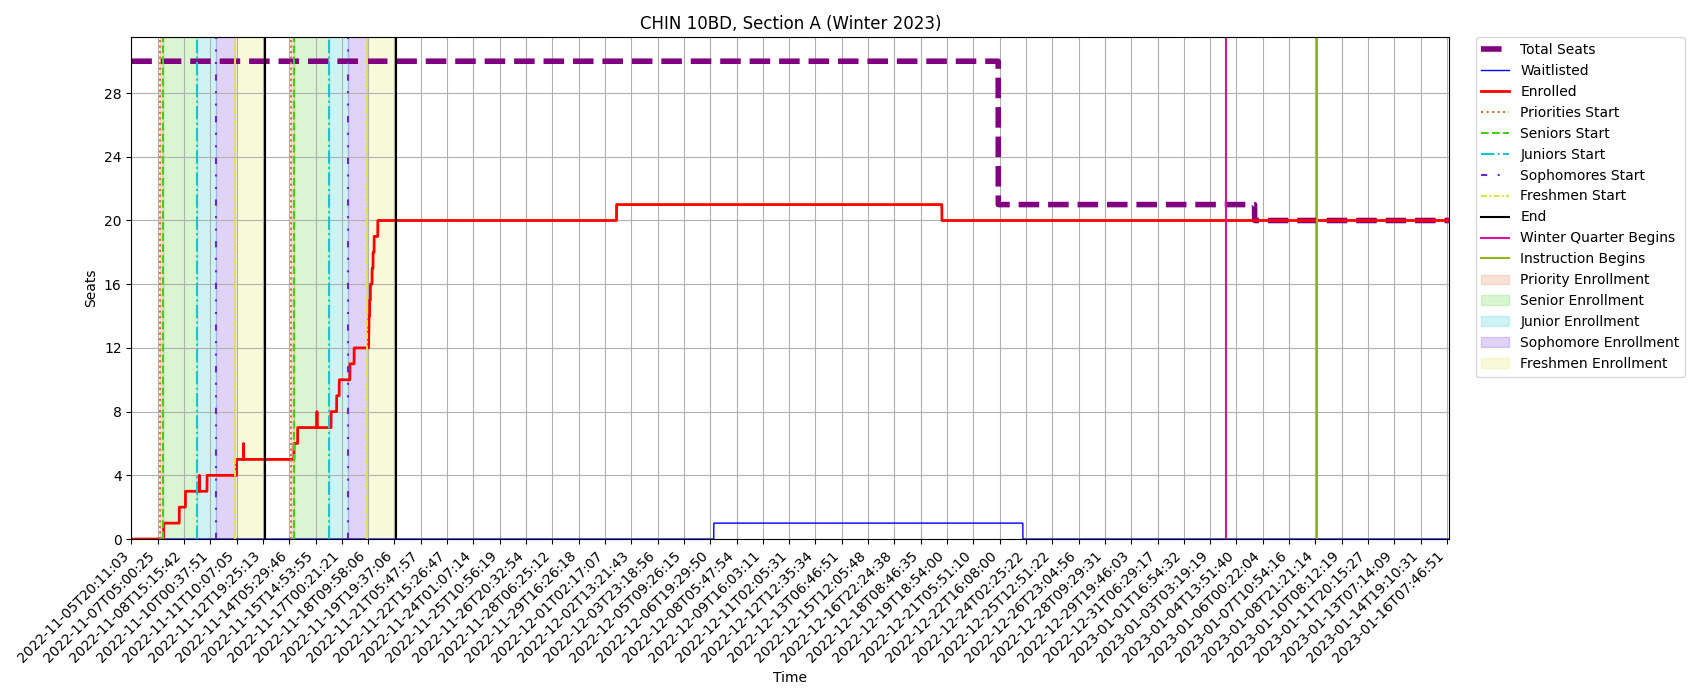 CHIN 10BD, Section A (Winter 2023)
Seats
28
24
20
16
12
8
4
0
2022-11-05T20:11:03
2022-11-07T05:00:25
2022-11-08T15:15:42
2022-11-10T00:37:51
2022-11-11T10:07:05
2022-11-12T19:25:13
2022-11-14T05:29:46
2022-11-15T14:53:55
2022-11-17T00:21:21
2022-11-18T09:58:06
2022-11-19T19:37:06
2022-11-21T05:47:57
2022-11-22T15:26:47
2022-11-24T01:07:14
2022-11-25T10:56:19
2022-11-26T20:32:54
2022-11-28T06:25:12
2022-11-29T16:26:18
2022-12-01T02:17:07
2022-12-02T13:21:43
2022-12-03T23:18:56
2022-12-05T09:26:15
2022-12-06T19:29:50
2022-12-08T05:47:54
2022-12-09T16:03:11
2022-12-11T02:05:31
2022-12-12T12:35:34
2022-12-13T06:46:51
2022-12-15T12:05:48
2022-12-16T22:24:38
2022-12-18T08:46:35
2022-12-19T18:54:00
2022-12-21T05:51:10
2022-12-22T16:08:00
2022-12-24T02:25:22
2022-12-25T12:51:22
2022-12-26T23:04:56
2022-12-28T09:29:31
2022-12-29T19:46:03
2022-12-31T06:29:17
2023-01-01T16:54:32
2023-01-03T03:19:19
2023-01-04T13:51:40
2023-01-06T00:22:04
2023-01-07T10:54:16
2023-01-08T21:21:14
2023-01-10T08:12:19
2023-01-11T20:15:27
2023-01-13T07:14:09
2023-01-14T19:10:31
2023-01-16T07:46:51
Time
Total Seats
Waitlisted
Enrolled
Priorities Start
Seniors Start
Juniors Start
Sophomores Start
Freshmen Start
End
Winter Quarter Begins
Instruction Begins
Priority Enrollment
Senior Enrollment
Junior Enrollment
Sophomore Enrollment
Freshmen Enrollment